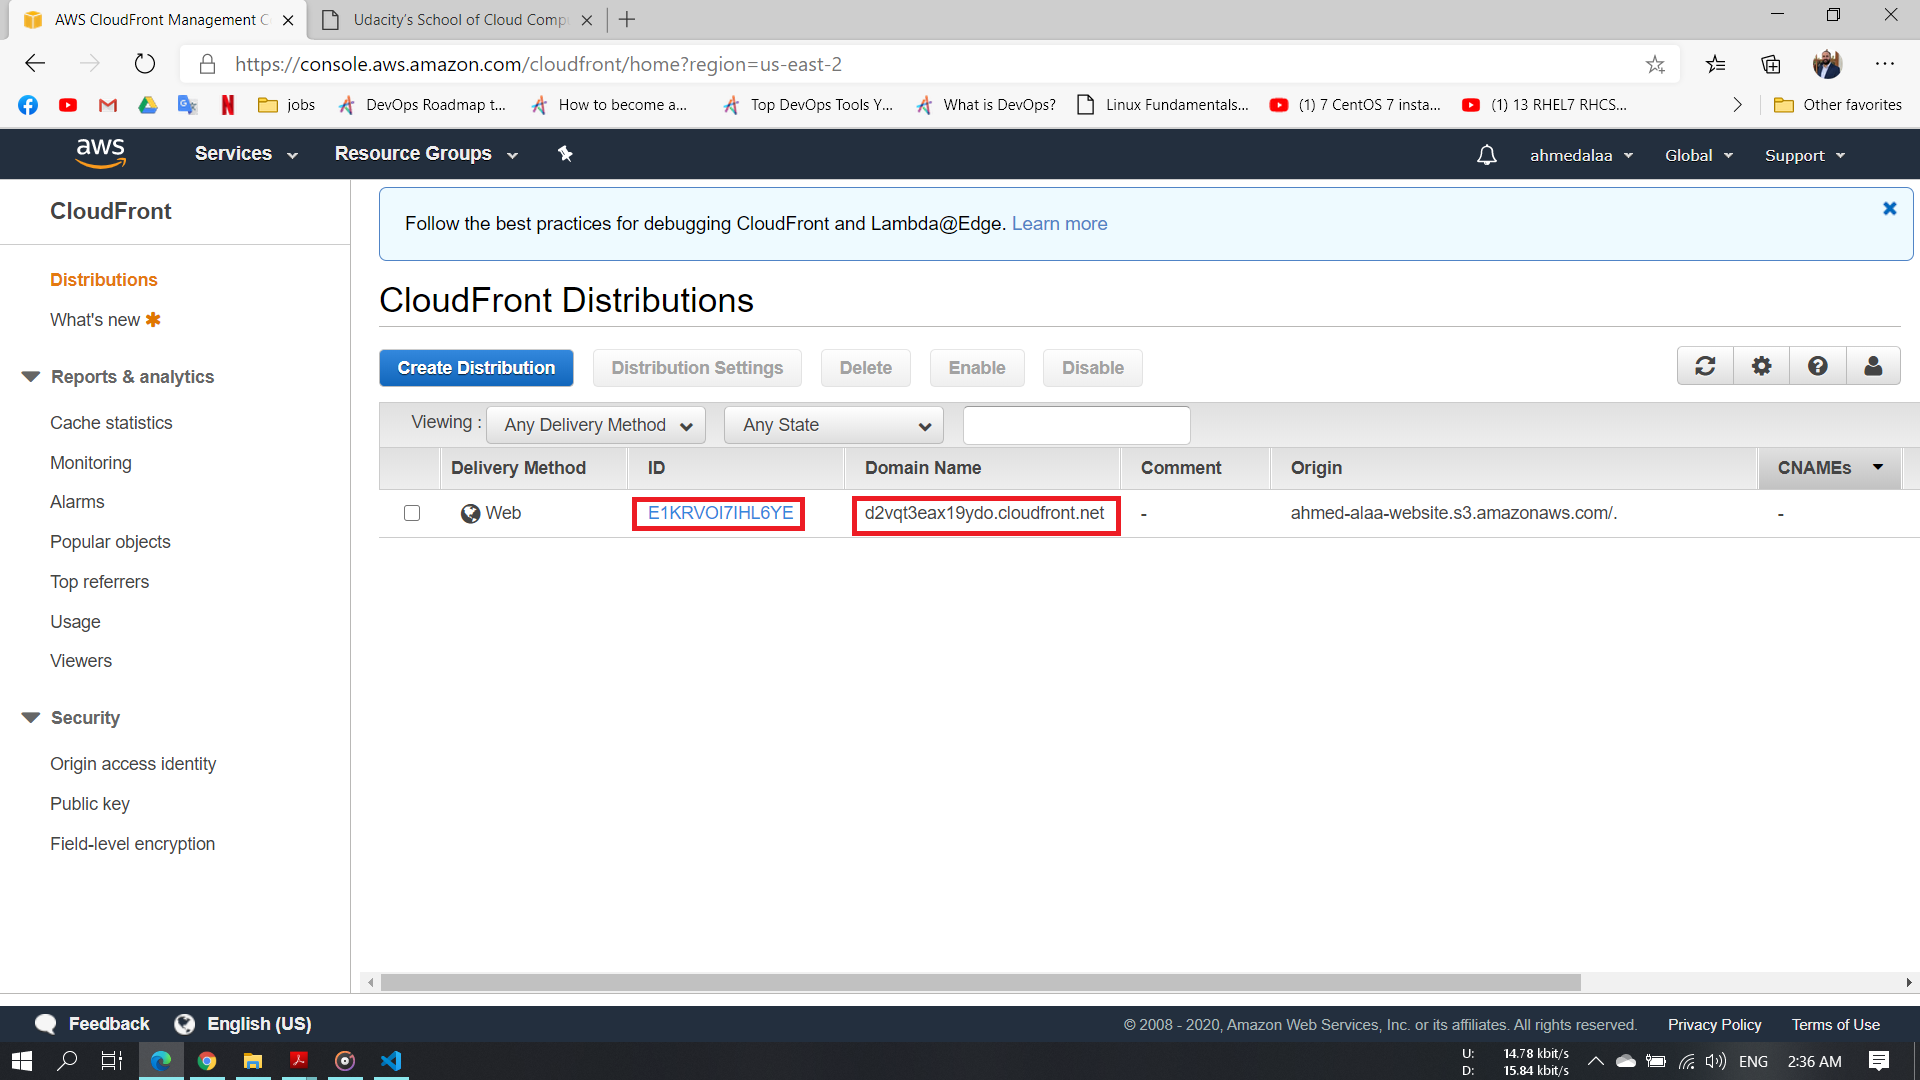 AWS CloudFront Management C
Udacity's School of Cloud Comp
https://console.aws.amazon.com/cloudfront/home?region=us-east-2
jobs
DevOps Roadmap t...
How to become a...
Top DevOps Tools Y...
What is DevOps?
Linux Fundamentals...
(1) 7 CentOS 7 insta...
(1) 13 RHEL7 RHCS...
Other favorites
aws
Services
Resource Groups
ahmedalaa
Global
Support
CloudFront
Distributions
What's new
Reports & analytics
Cache statistics
Monitoring
Alarms
Popular objects
Top referrers
Usage
Viewers
Security
Origin access identity
Public key
Field-level encryption
Follow the best practices for debugging CloudFront and Lambda@Edge. Learn more
CloudFront Distributions
Create Distribution
Distribution Settings
Delete
Enable
Disable
Viewing :
Any Delivery Method
Any State
Delivery Method ID Domain Name Comment Origin CNAMEs
Web E1KRVOI7IHL6YE d2vqt3eax19ydo.cloudfront.net - ahmed-alaa-website.s3.amazonaws.com/. -
Feedback
English (US)
© 2008 - 2020, Amazon Web Services, Inc. or its affiliates. All rights reserved.
Privacy Policy
Terms of Use
U: 14.78 kbit/s
D: 15.84 kbit/s
ENG
2:36 AM